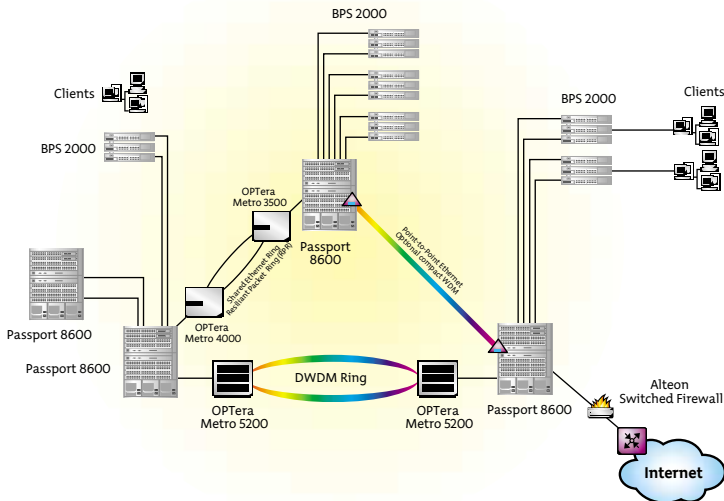 BPS 2000
Clients
BPS 2000
BPS 2000
Clients
OPTera
Metro 3500
Passport
8600
Shared Ethernet Ring
Resiliant Packet Ring (RPR)
Point-to-Point Ethernet
Optional compact WDM
OPTera
Metro 4000
Passport 8600
Passport 8600
DWDM Ring
OPTera
Metro 5200
OPTera
Metro 5200
Passport 8600
Alteon
Switched Firewall
Internet